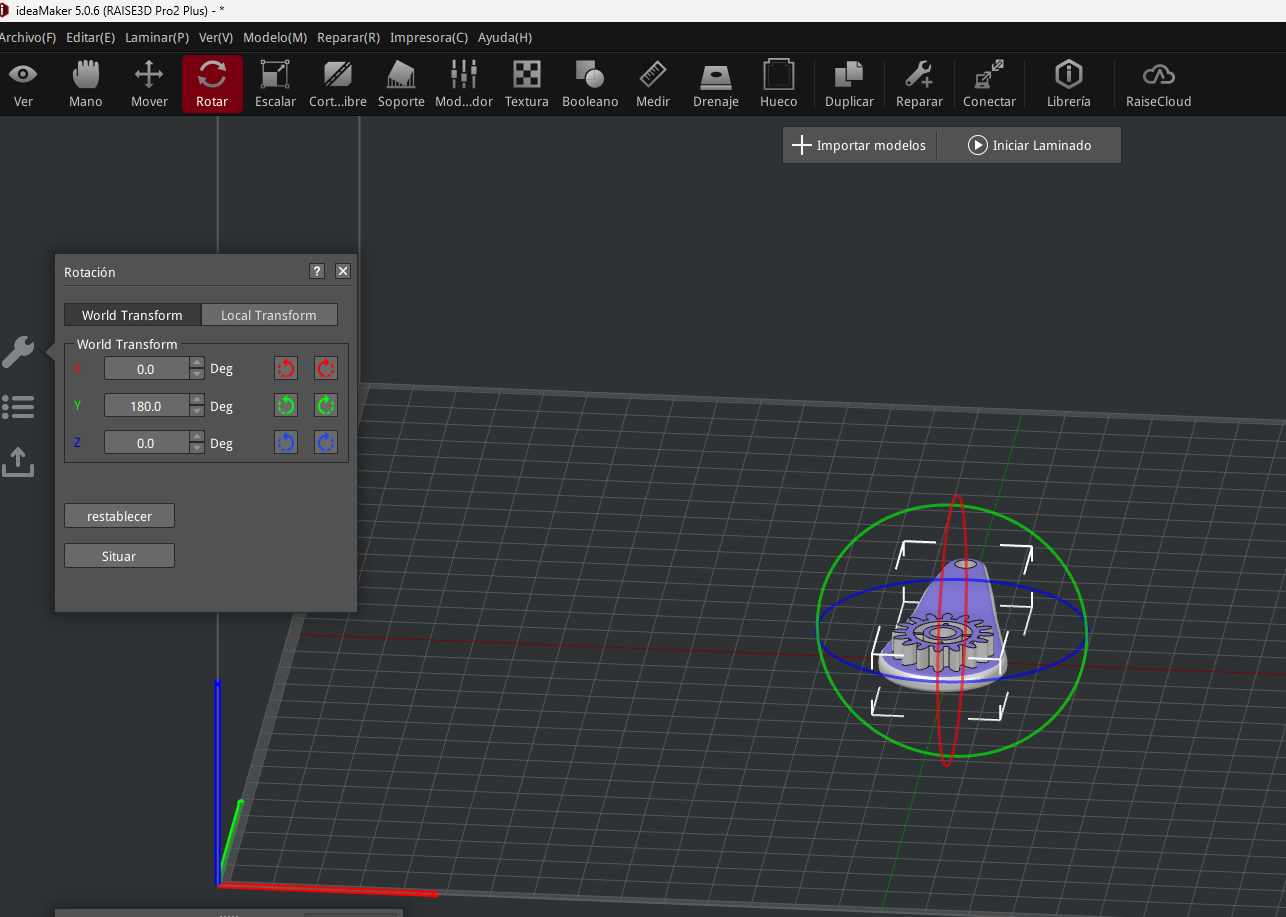 ideaMaker 5.0.6 (RAISE3D Pro2 Plus) - *
Archivo(F) Editar(E) Laminar(P) Ver(V) Modelo(M) Reparar(R) Impresora(C) Ayuda(H)
Ver Mano Mover Rotar Escalar Cort...ibre Soporte Mod...dor Textura Booleano Medir Drenaje Hueco Duplicar Reparar Conectar Librería RaiseCloud
Importar modelos Iniciar Laminado
Rotación ?
World Transform Local Transform
World Transform
X 0.0 Deg
Y 180.0 Deg
Z 0.0 Deg
restablecer
Situar